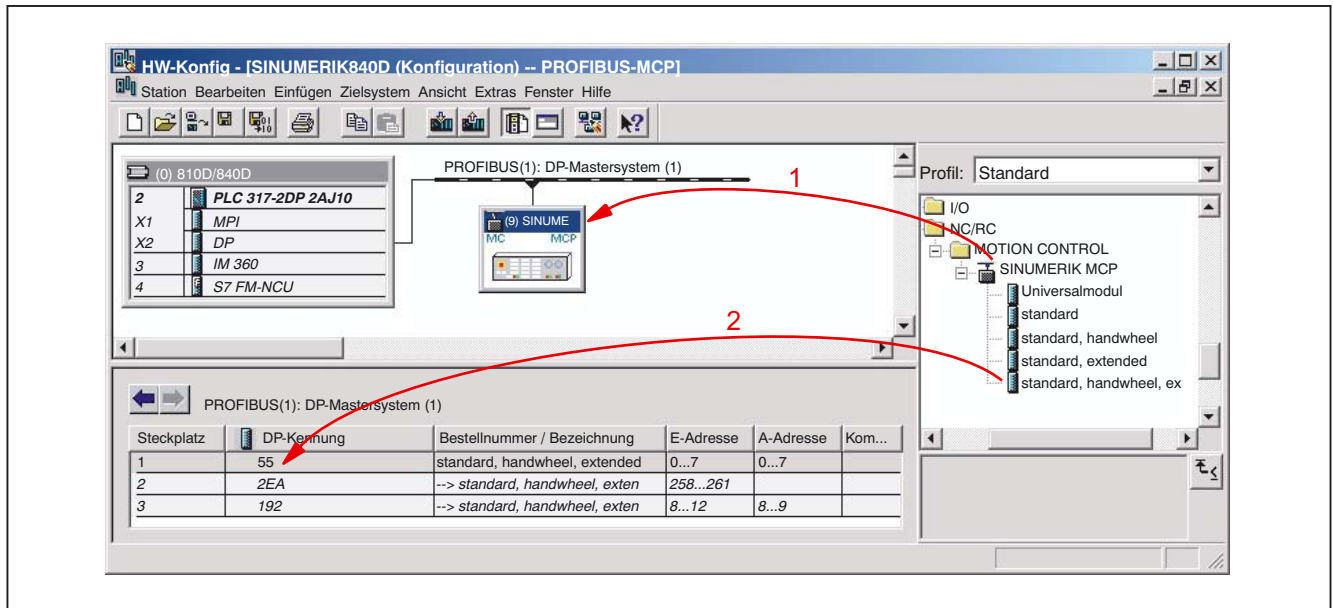 HW-Konfig - [SINUMERIK840D (Konfiguration) -- PROFIBUS-MCP]
Station Bearbeiten Einfügen Zielsystem Ansicht Extras Fenster Hilfe
(0) 810D/840D
2 PLC 317-2DP 2AJ10
X1 MPI
X2 DP
3 IM 360
4 S7 FM-NCU
PROFIBUS(1): DP-Mastersystem (1)
(9) SINUME
MC MCP
1
2
Profil: Standard
I/O
NC/RC
MOTION CONTROL
SINUMERIK MCP
Universalmodul
standard
standard, handwheel
standard, extended
standard, handwheel, ex
PROFIBUS(1): DP-Mastersystem (1)
Steckplatz DP-Kennung Bestellnummer / Bezeichnung E-Adresse A-Adresse Kom...
1 55 standard, handwheel, extended 0...7 0...7
2 2EA --> standard, handwheel, exten 258...261
3 192 --> standard, handwheel, exten 8...12 8...9